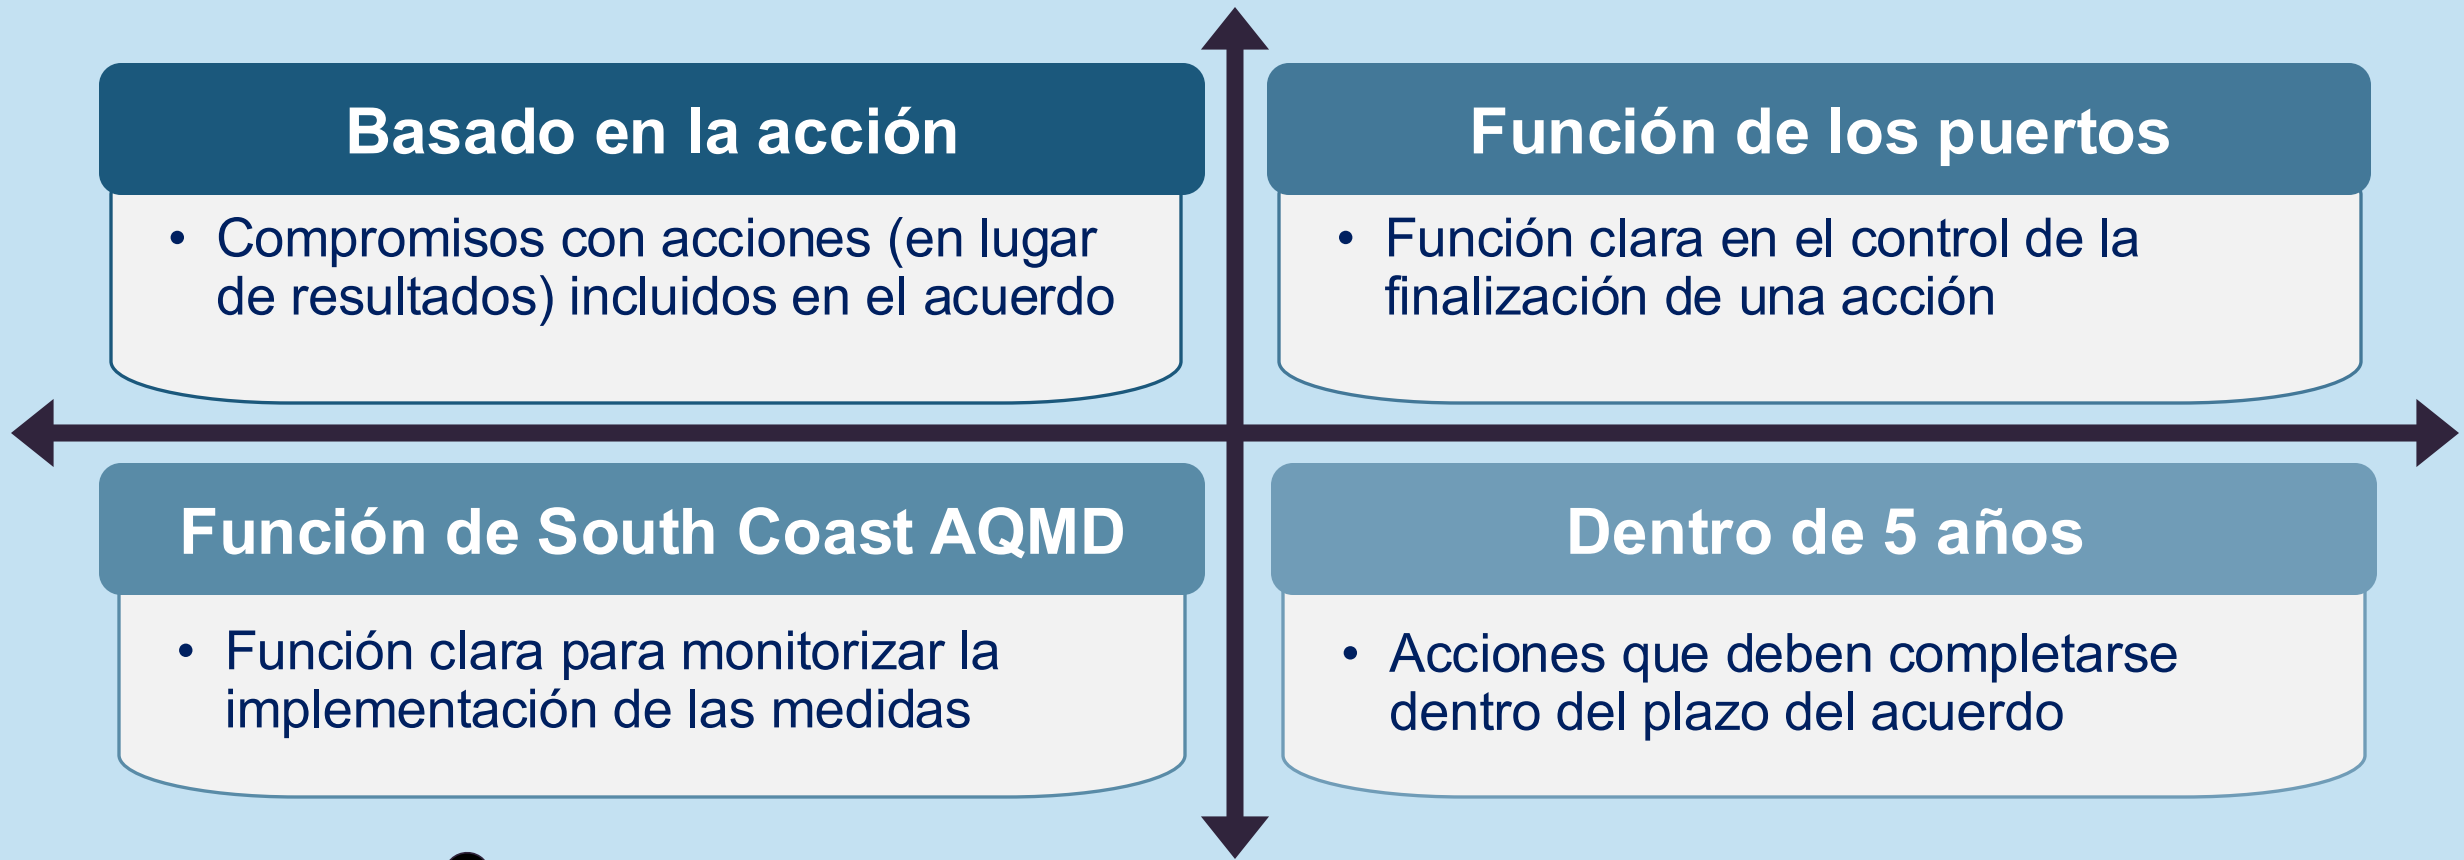 Basado en la acción
• Compromisos con acciones (en lugar
de resultados) incluidos en el acuerdo
Función de los puertos
• Función clara en el control de la
finalización de una acción
Función de South Coast AQMD
• Función clara para monitorizar la
implementación de las medidas
Dentro de 5 años
• Acciones que deben completarse
dentro del plazo del acuerdo